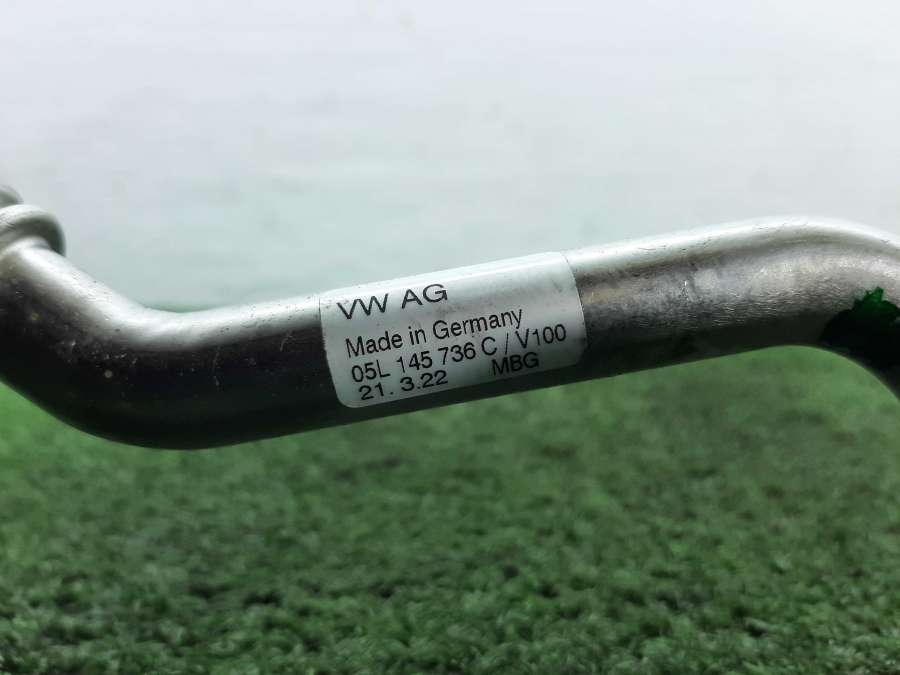 VW AG
Made in Germany
05L 145 736 C / V100
21. 3.22 MBG